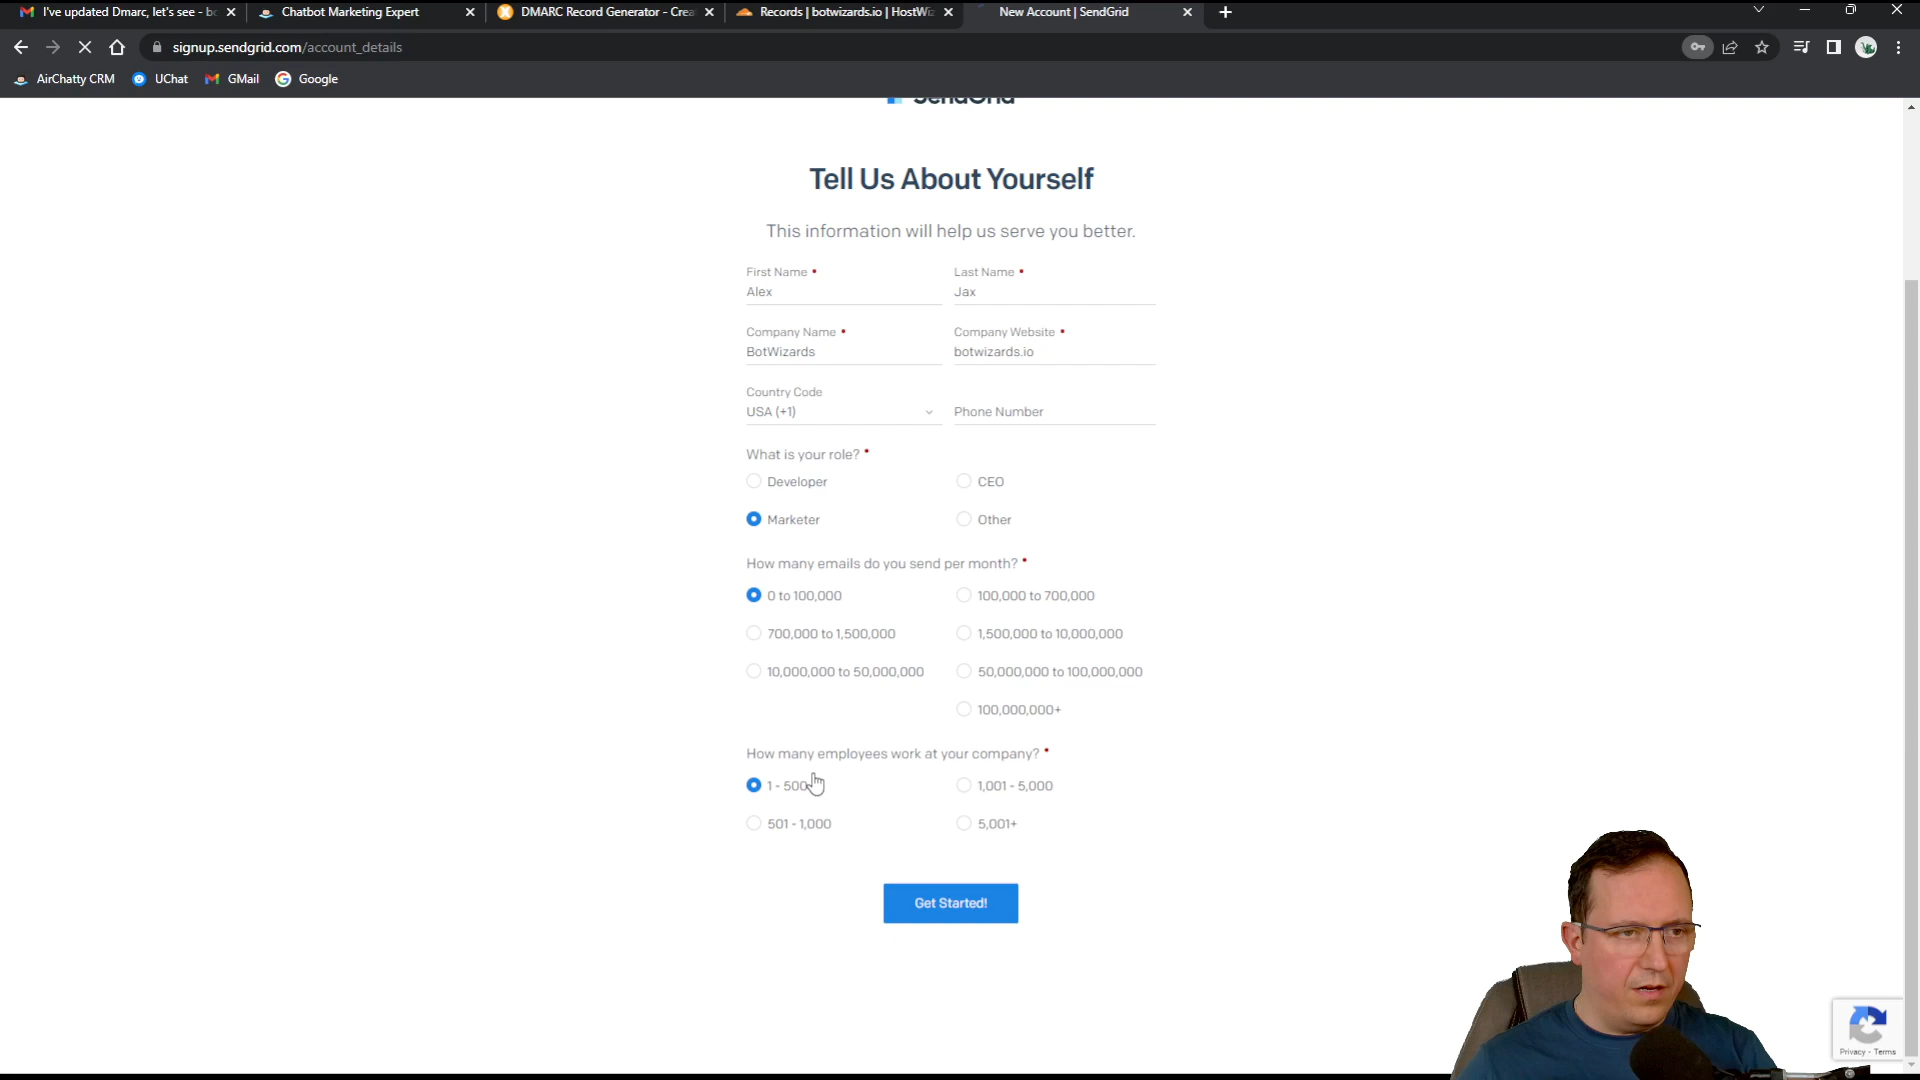 I've updated Dmarc, let's see - bo
Chatbot Marketing Expert
DMARC Record Generator - Crea
Records | botwizards.io | HostWiz
New Account | SendGrid
signup.sendgrid.com/account_details
AirChatty CRM
UChat
GMail
Google
SendGrid
Tell Us About Yourself
This information will help us serve you better.
First Name •
Last Name •
Alex
Jax
Company Name •
Company Website •
BotWizards
botwizards.io
Country Code
USA (+1)
Phone Number
What is your role? •
Developer
CEO
Marketer
Other
How many emails do you send per month? •
0 to 100,000
100,000 to 700,000
700,000 to 1,500,000
1,500,000 to 10,000,000
10,000,000 to 50,000,000
50,000,000 to 100,000,000
100,000,000+
How many employees work at your company? •
1 - 500
1,001 - 5,000
501 - 1,000
5,001+
Get Started!
Privacy - Terms